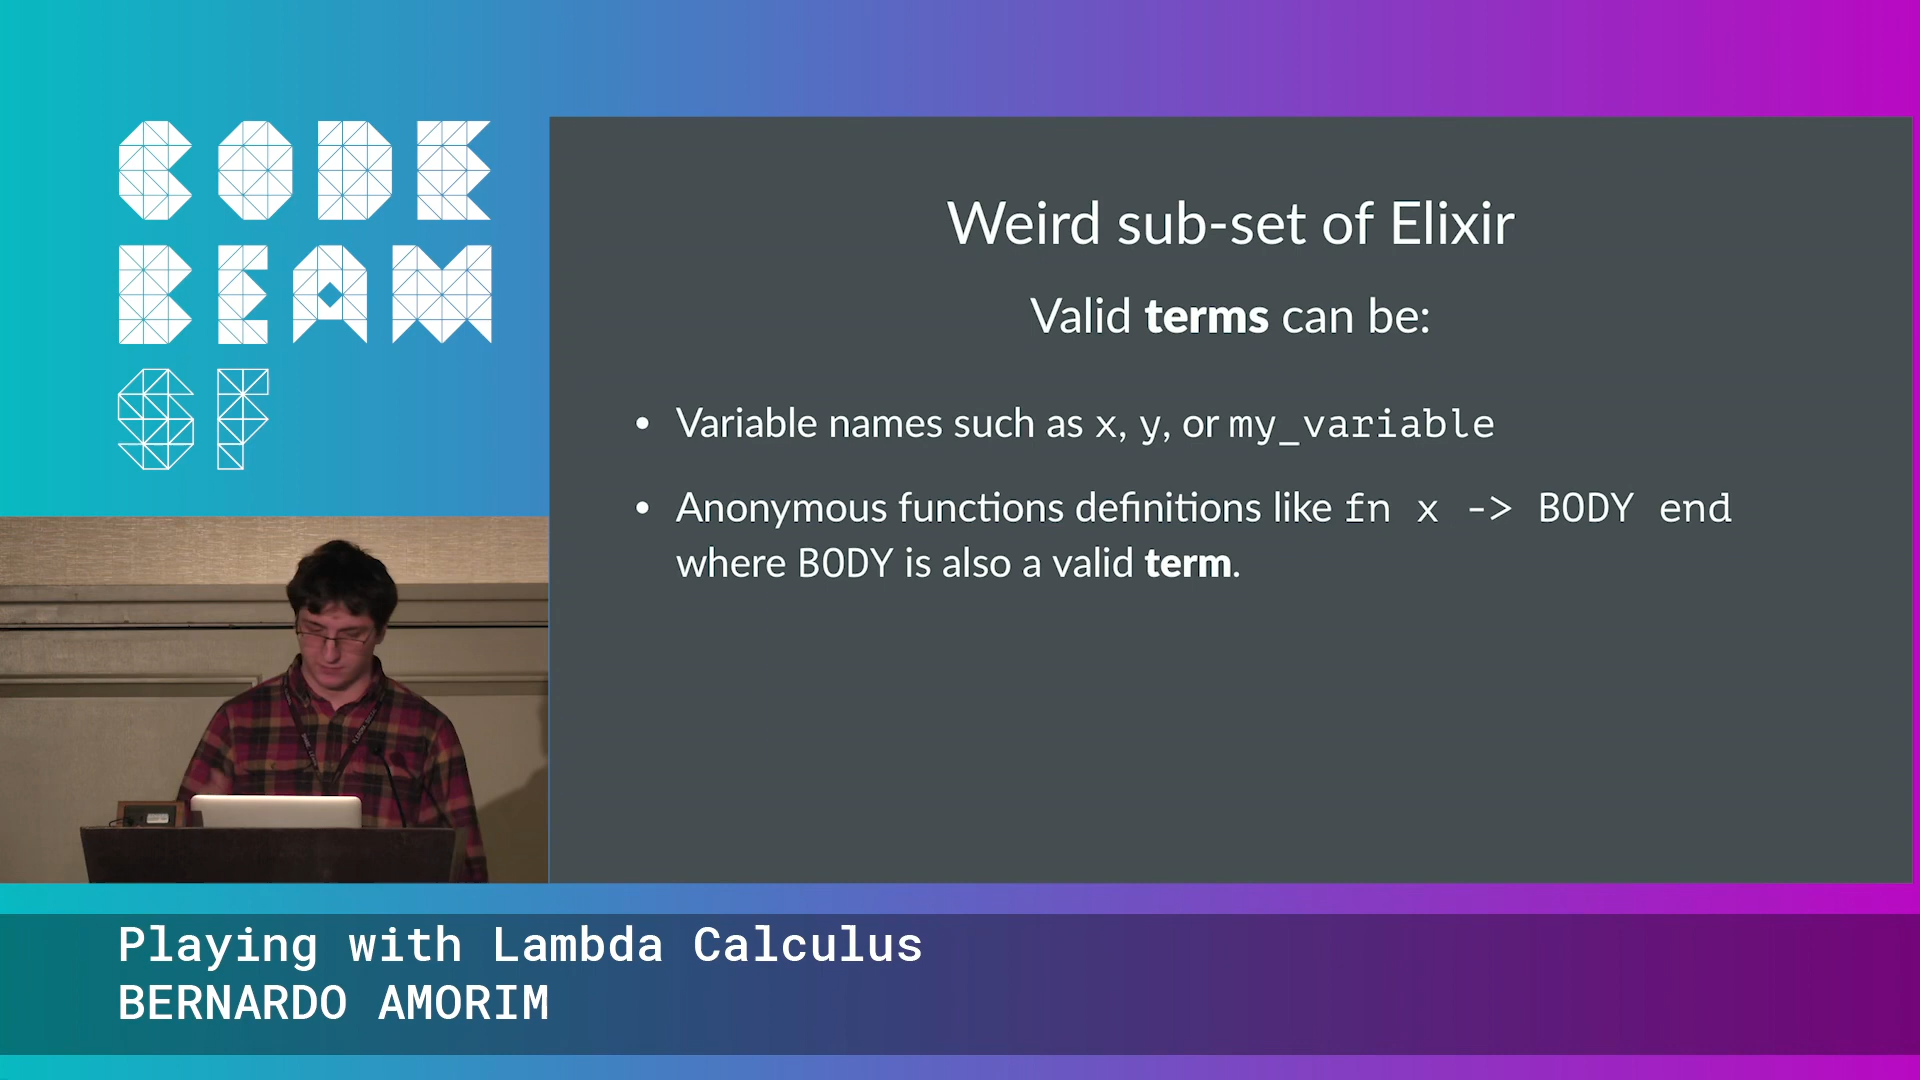 CODE
BEAM
SF
Weird sub-set of Elixir
Valid terms can be:
• Variable names such as x, y, or my_variable
• Anonymous functions definitions like fn x -> BODY end
where BODY is also a valid term.
Playing with Lambda Calculus
BERNARDO AMORIM